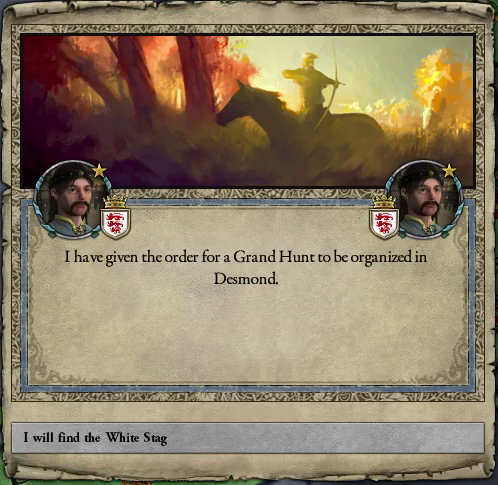 I have given the order for a Grand Hunt to be organized in
Desmond.
I will find the White Stag